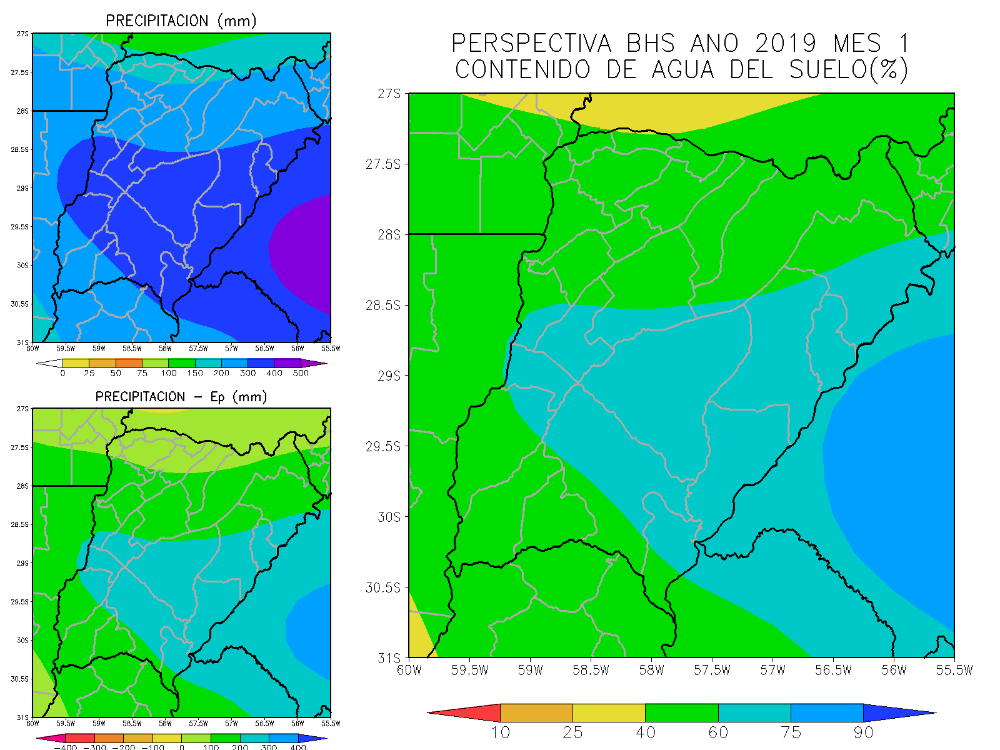 PRECIPITACION (mm)
27S
27.5S
28S
28.5S
29S
29.5S
30S
30.5S
31S
60W 59.5W 59W 58.5W 58W 57.5W 57W 56.5W 56W 55.5W
0 25 50 75 100 150 200 300 400 500
PRECIPITACION – Ep (mm)
27S
27.5S
28S
28.5S
29S
29.5S
30S
30.5S
31S
60W 59.5W 59W 58.5W 58W 57.5W 57W 56.5W 56W 55.5W
−400 −300 −200 −100 0 100 200 300 400
PERSPECTIVA BHS ANO 2019 MES 1
CONTENIDO DE AGUA DEL SUELO(%)
27S
27.5S
28S
28.5S
29S
29.5S
30S
30.5S
31S
60W 59.5W 59W 58.5W 58W 57.5W 57W 56.5W 56W 55.5W
10 25 40 60 75 90